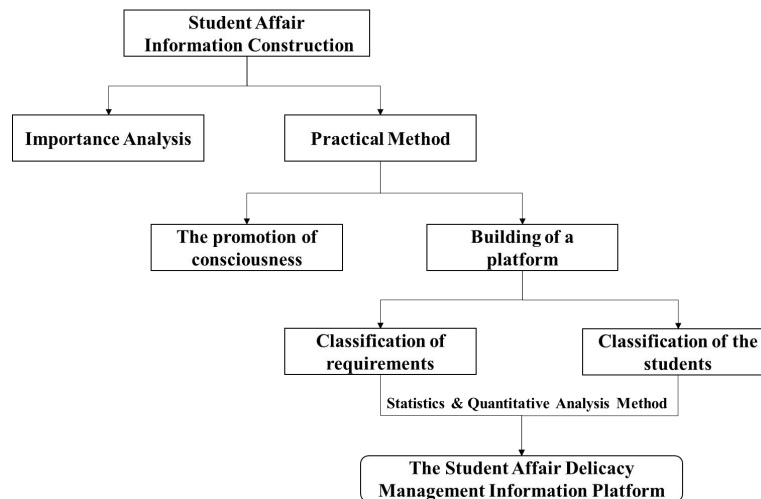 Student Affair
Information Construction
Importance Analysis
Practical Method
The promotion of
consciousness
Building of a
platform
Classification of
requirements
Classification of the
students
Statistics & Quantitative Analysis Method
The Student Affair Delicacy
Management Information Platform